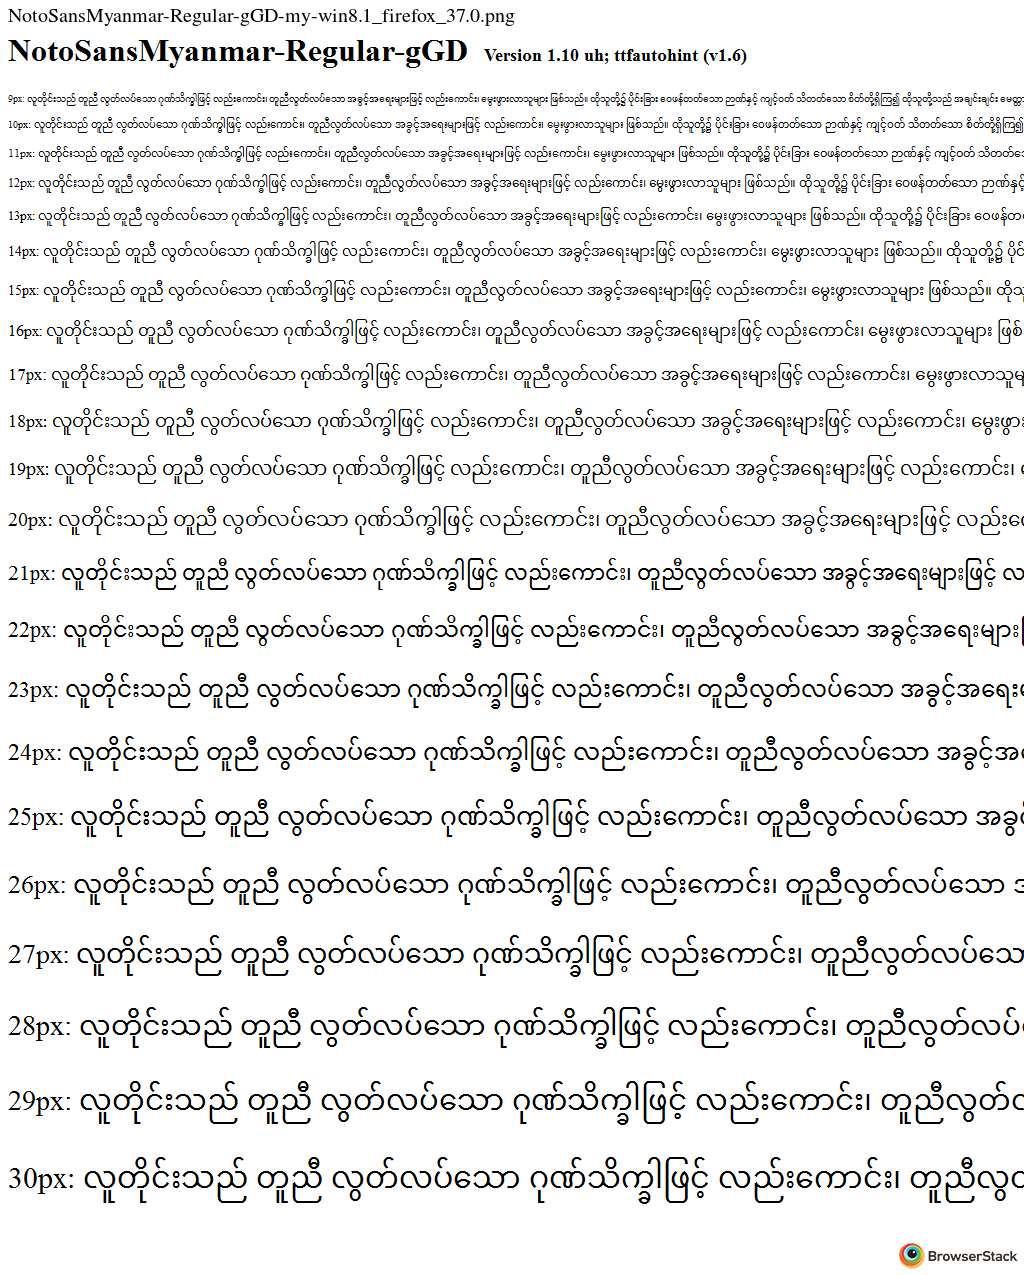 NotoSansMyanmar-Regular-gGD-my-win8.1_firefox_37.0.png
NotoSansMyanmar-Regular-gGD Version 1.10 uh; ttfautohint (v1.6)
9px: လူတိုင်းသည် တူညီ လွတ်လပ်သော ဂုဏ်သိက္ခါဖြင့် လည်းကောင်း၊ တူညီလွတ်လပ်သော အခွင့်အရေးများဖြင့် လည်းကောင်း၊ မွေးဖွားလာသူများ ဖြစ်သည်။ ထိုသူတို့၌ ပိုင်းခြား ဝေဖန်တတ်သော ဉာဏ်နှင့် ကျင့်ဝတ် သိတတ်သော စိတ်တို့ရှိကြ၍ ထိုသူတို့သည် အချင်းချင်း မေတ္တာ
10px: လူတိုင်းသည် တူညီ လွတ်လပ်သော ဂုဏ်သိက္ခါဖြင့် လည်းကောင်း၊ တူညီလွတ်လပ်သော အခွင့်အရေးများဖြင့် လည်းကောင်း၊ မွေးဖွားလာသူများ ဖြစ်သည်။ ထိုသူတို့၌ ပိုင်းခြား ဝေဖန်တတ်သော ဉာဏ်နှင့် ကျင့်ဝတ် သိတတ်သော စိတ်တို့ရှိကြ၍
11px: လူတိုင်းသည် တူညီ လွတ်လပ်သော ဂုဏ်သိက္ခါဖြင့် လည်းကောင်း၊ တူညီလွတ်လပ်သော အခွင့်အရေးများဖြင့် လည်းကောင်း၊ မွေးဖွားလာသူများ ဖြစ်သည်။ ထိုသူတို့၌ ပိုင်းခြား ဝေဖန်တတ်သော ဉာဏ်နှင့် ကျင့်ဝတ် သိတတ်သေ
12px: လူတိုင်းသည် တူညီ လွတ်လပ်သော ဂုဏ်သိက္ခါဖြင့် လည်းကောင်း၊ တူညီလွတ်လပ်သော အခွင့်အရေးများဖြင့် လည်းကောင်း၊ မွေးဖွားလာသူများ ဖြစ်သည်။ ထိုသူတို့၌ ပိုင်းခြား ဝေဖန်တတ်သော ဉာဏ်နှင့်
13px: လူတိုင်းသည် တူညီ လွတ်လပ်သော ဂုဏ်သိက္ခါဖြင့် လည်းကောင်း၊ တူညီလွတ်လပ်သော အခွင့်အရေးများဖြင့် လည်းကောင်း၊ မွေးဖွားလာသူများ ဖြစ်သည်။ ထိုသူတို့၌ ပိုင်းခြား ဝေဖန်တ
14px: လူတိုင်းသည် တူညီ လွတ်လပ်သော ဂုဏ်သိက္ခါဖြင့် လည်းကောင်း၊ တူညီလွတ်လပ်သော အခွင့်အရေးများဖြင့် လည်းကောင်း၊ မွေးဖွားလာသူများ ဖြစ်သည်။ ထိုသူတို့၌ ပိုင်
15px: လူတိုင်းသည် တူညီ လွတ်လပ်သော ဂုဏ်သိက္ခါဖြင့် လည်းကောင်း၊ တူညီလွတ်လပ်သော အခွင့်အရေးများဖြင့် လည်းကောင်း၊ မွေးဖွားလာသူများ ဖြစ်သည်။ ထိုသူ
16px: လူတိုင်းသည် တူညီ လွတ်လပ်သော ဂုဏ်သိက္ခါဖြင့် လည်းကောင်း၊ တူညီလွတ်လပ်သော အခွင့်အရေးများဖြင့် လည်းကောင်း၊ မွေးဖွားလာသူများ ဖြစ်
17px: လူတိုင်းသည် တူညီ လွတ်လပ်သော ဂုဏ်သိက္ခါဖြင့် လည်းကောင်း၊ တူညီလွတ်လပ်သော အခွင့်အရေးများဖြင့် လည်းကောင်း၊ မွေးဖွားလာသူမ
18px: လူတိုင်းသည် တူညီ လွတ်လပ်သော ဂုဏ်သိက္ခါဖြင့် လည်းကောင်း၊ တူညီလွတ်လပ်သော အခွင့်အရေးများဖြင့် လည်းကောင်း၊ မွေးဖွား
19px: လူတိုင်းသည် တူညီ လွတ်လပ်သော ဂုဏ်သိက္ခါဖြင့် လည်းကောင်း၊ တူညီလွတ်လပ်သော အခွင့်အရေးများဖြင့် လည်းကောင်း၊
20px: လူတိုင်းသည် တူညီ လွတ်လပ်သော ဂုဏ်သိက္ခါဖြင့် လည်းကောင်း၊ တူညီလွတ်လပ်သော အခွင့်အရေးများဖြင့် လည်းေ
21px: လူတိုင်းသည် တူညီ လွတ်လပ်သော ဂုဏ်သိက္ခါဖြင့် လည်းကောင်း၊ တူညီလွတ်လပ်သော အခွင့်အရေးများဖြင့် လ
22px: လူတိုင်းသည် တူညီ လွတ်လပ်သော ဂုဏ်သိက္ခါဖြင့် လည်းကောင်း၊ တူညီလွတ်လပ်သော အခွင့်အရေးများ
23px: လူတိုင်းသည် တူညီ လွတ်လပ်သော ဂုဏ်သိက္ခါဖြင့် လည်းကောင်း၊ တူညီလွတ်လပ်သော အခွင့်အရေး
24px: လူတိုင်းသည် တူညီ လွတ်လပ်သော ဂုဏ်သိက္ခါဖြင့် လည်းကောင်း၊ တူညီလွတ်လပ်သော အခွင့်အ
25px: လူတိုင်းသည် တူညီ လွတ်လပ်သော ဂုဏ်သိက္ခါဖြင့် လည်းကောင်း၊ တူညီလွတ်လပ်သော အခွင်
26px: လူတိုင်းသည် တူညီ လွတ်လပ်သော ဂုဏ်သိက္ခါဖြင့် လည်းကောင်း၊ တူညီလွတ်လပ်သော
27px: လူတိုင်းသည် တူညီ လွတ်လပ်သော ဂုဏ်သိက္ခါဖြင့် လည်းကောင်း၊ တူညီလွတ်လပ်သော
28px: လူတိုင်းသည် တူညီ လွတ်လပ်သော ဂုဏ်သိက္ခါဖြင့် လည်းကောင်း၊ တူညီလွတ်လပ်
29px: လူတိုင်းသည် တူညီ လွတ်လပ်သော ဂုဏ်သိက္ခါဖြင့် လည်းကောင်း၊ တူညီလွတ်လ
30px: လူတိုင်းသည် တူညီ လွတ်လပ်သော ဂုဏ်သိက္ခါဖြင့် လည်းကောင်း၊ တူညီလွတ
BrowserStack